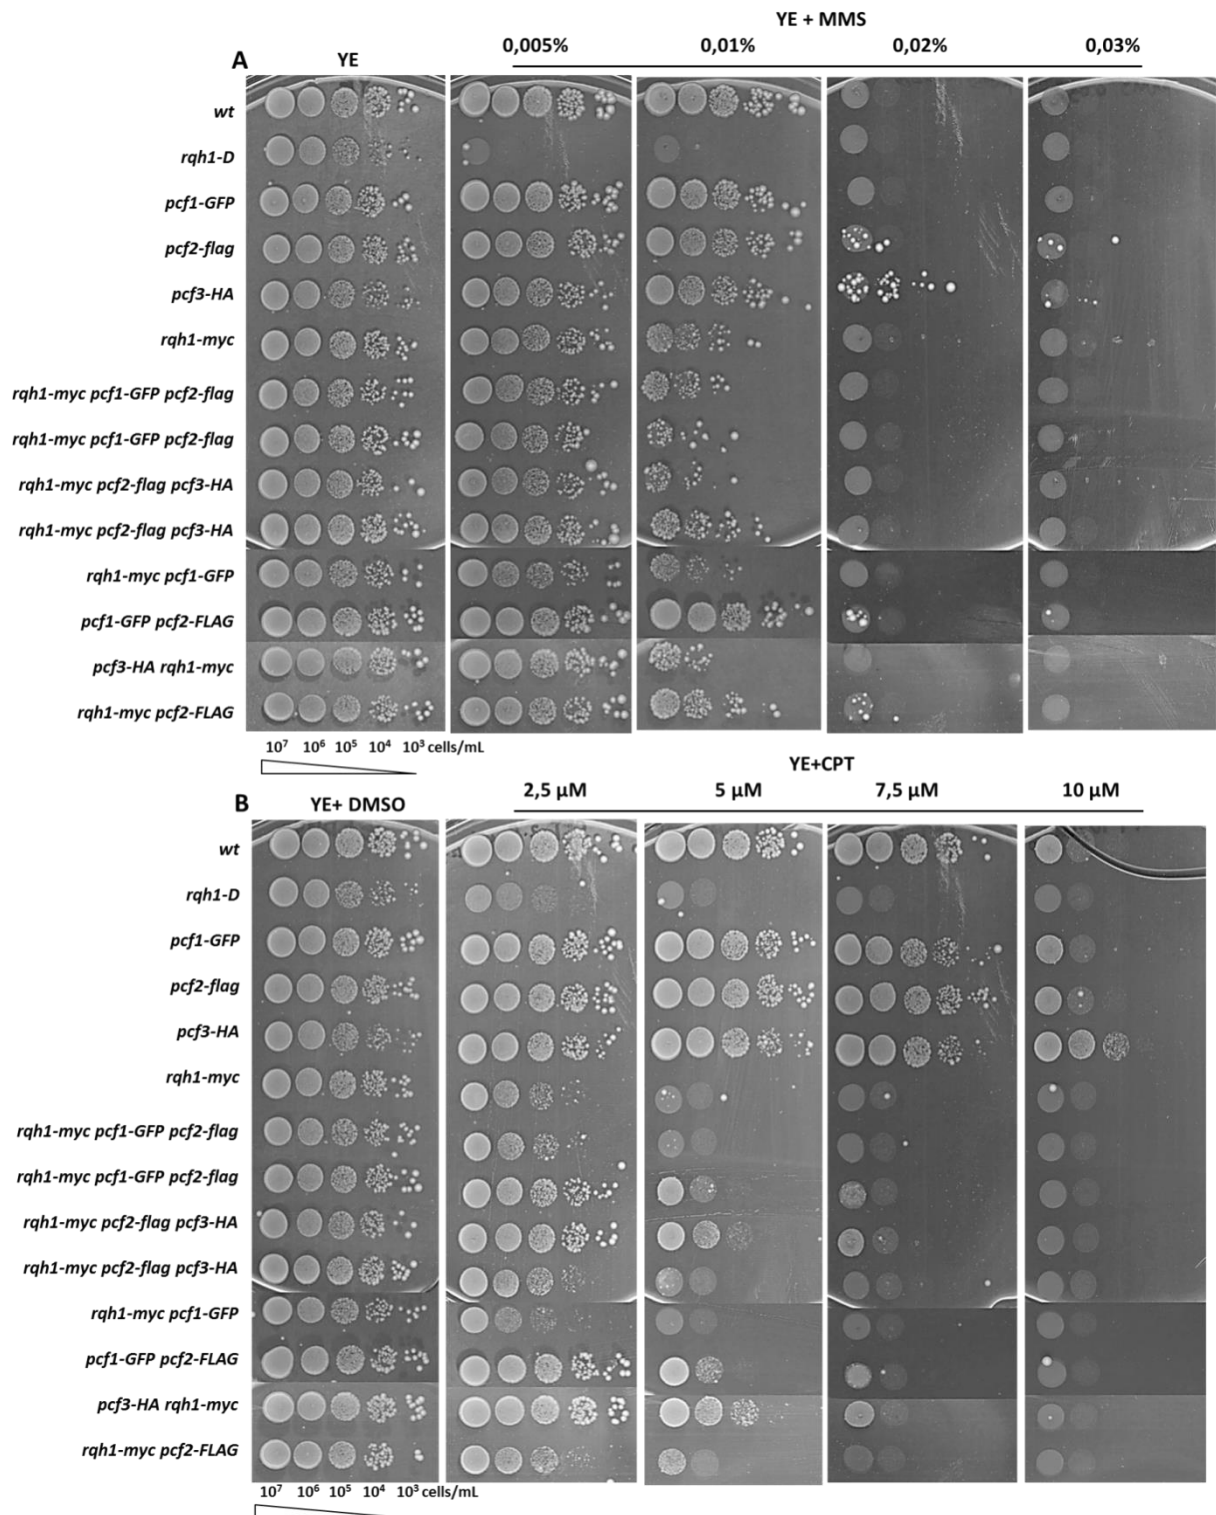 YE + MMS
A YE 0,005% 0,01% 0,02% 0,03%
wt
rqh1-D
pcf1-GFP
pcf2-flag
pcf3-HA
rqh1-myc
rqh1-myc pcf1-GFP pcf2-flag
rqh1-myc pcf1-GFP pcf2-flag
rqh1-myc pcf2-flag pcf3-HA
rqh1-myc pcf2-flag pcf3-HA
rqh1-myc pcf1-GFP
pcf1-GFP pcf2-FLAG
pcf3-HA rqh1-myc
rqh1-myc pcf2-FLAG
10⁷ 10⁶ 10⁵ 10⁴ 10³ cells/mL
YE+CPT
B YE+ DMSO 2,5 µM 5 µM 7,5 µM 10 µM
wt
rqh1-D
pcf1-GFP
pcf2-flag
pcf3-HA
rqh1-myc
rqh1-myc pcf1-GFP pcf2-flag
rqh1-myc pcf1-GFP pcf2-flag
rqh1-myc pcf2-flag pcf3-HA
rqh1-myc pcf2-flag pcf3-HA
rqh1-myc pcf1-GFP
pcf1-GFP pcf2-FLAG
pcf3-HA rqh1-myc
rqh1-myc pcf2-FLAG
10⁷ 10⁶ 10⁵ 10⁴ 10³ cells/mL